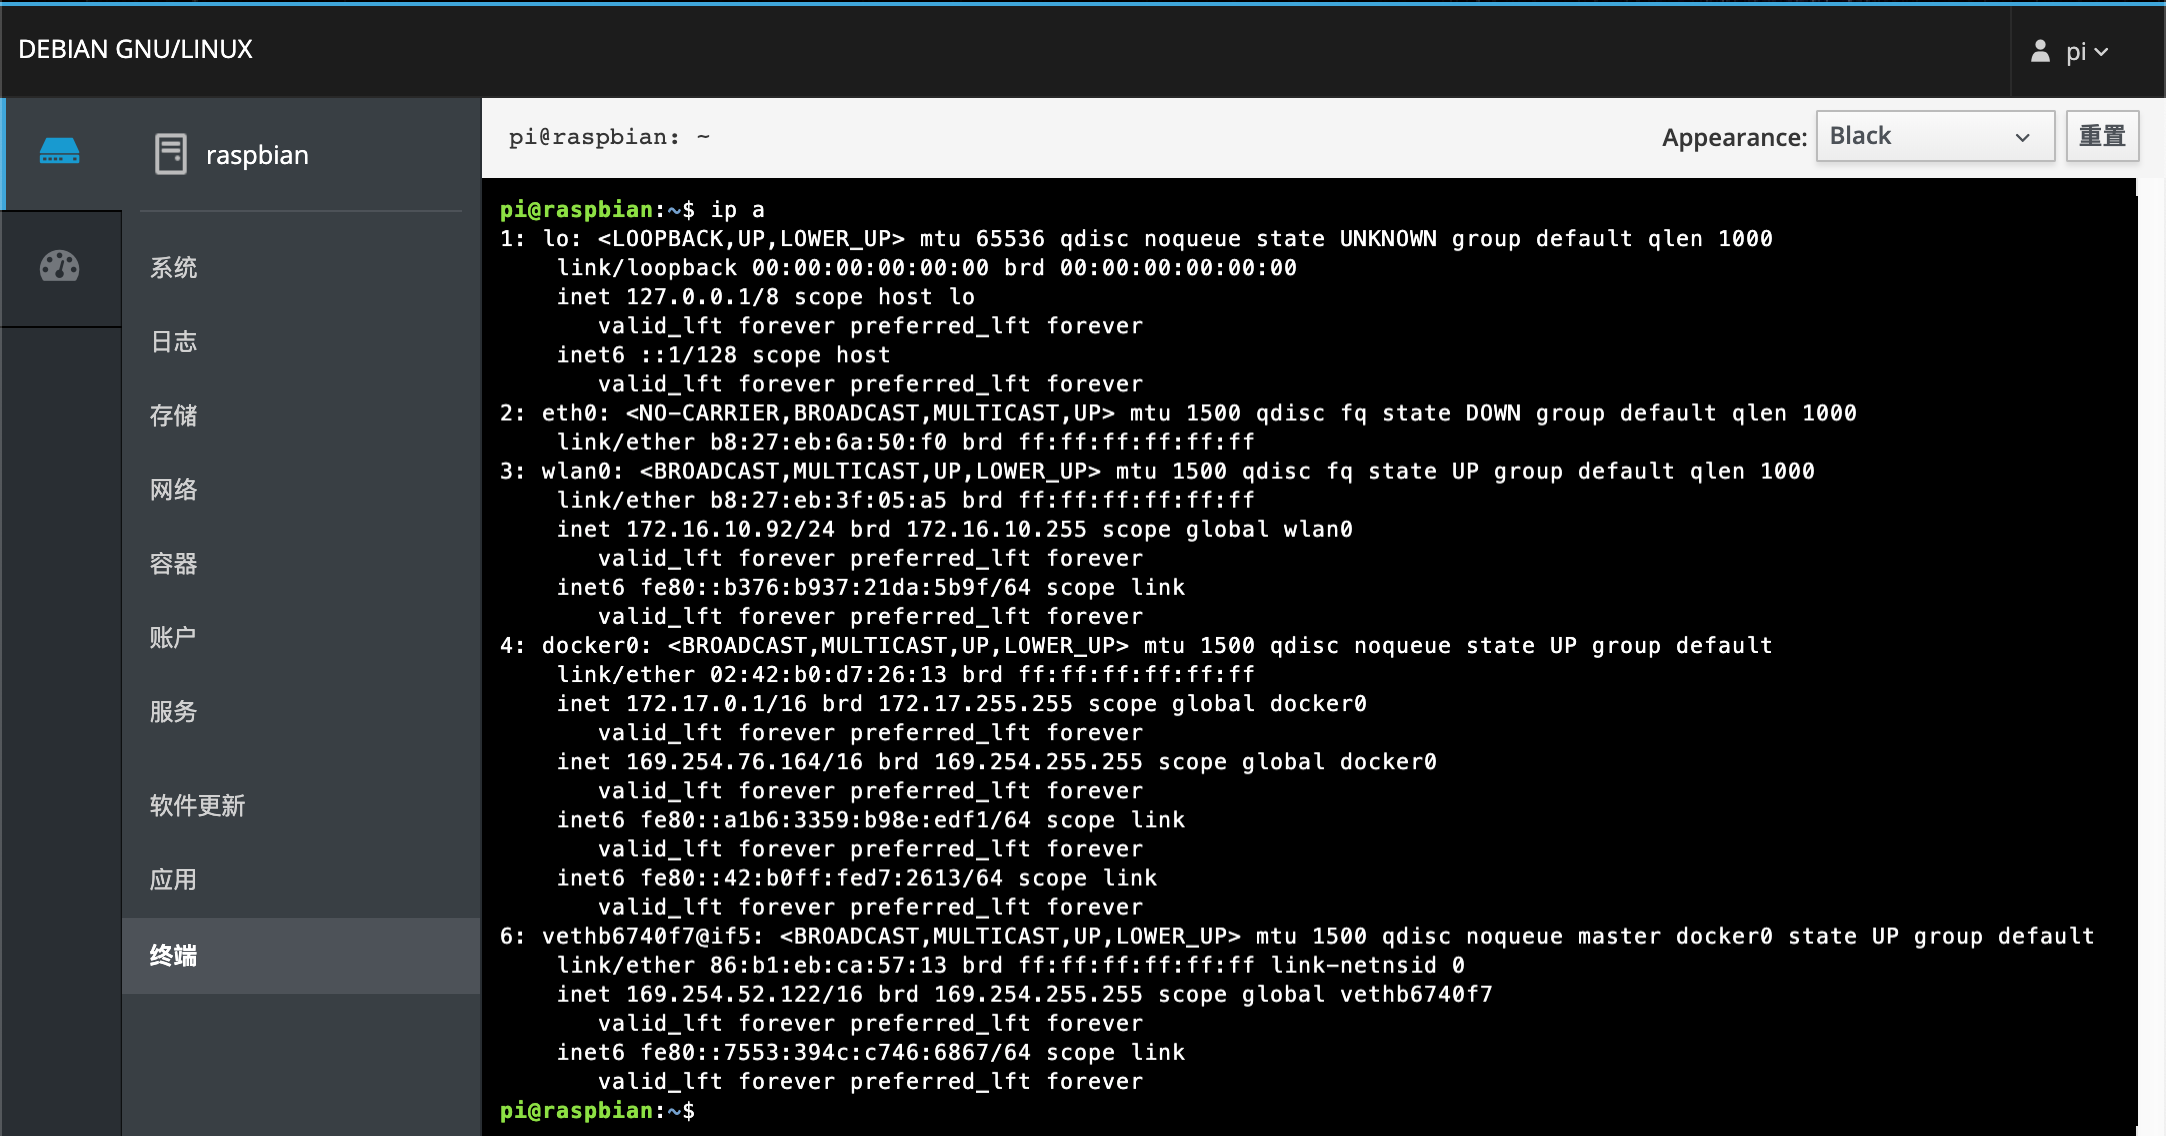 DEBIAN GNU/LINUX
pi
raspbian
系统
日志
存储
网络
容器
账户
服务
软件更新
应用
终端
pi@raspbian: ~
Appearance: Black 重置
pi@raspbian:~$ ip a
1: lo: <LOOPBACK,UP,LOWER_UP> mtu 65536 qdisc noqueue state UNKNOWN group default qlen 1000
    link/loopback 00:00:00:00:00:00 brd 00:00:00:00:00:00
    inet 127.0.0.1/8 scope host lo
       valid_lft forever preferred_lft forever
    inet6 ::1/128 scope host
       valid_lft forever preferred_lft forever
2: eth0: <NO-CARRIER,BROADCAST,MULTICAST,UP> mtu 1500 qdisc fq state DOWN group default qlen 1000
    link/ether b8:27:eb:6a:50:f0 brd ff:ff:ff:ff:ff:ff
3: wlan0: <BROADCAST,MULTICAST,UP,LOWER_UP> mtu 1500 qdisc fq state UP group default qlen 1000
    link/ether b8:27:eb:3f:05:a5 brd ff:ff:ff:ff:ff:ff
    inet 172.16.10.92/24 brd 172.16.10.255 scope global wlan0
       valid_lft forever preferred_lft forever
    inet6 fe80::b376:b937:21da:5b9f/64 scope link
       valid_lft forever preferred_lft forever
4: docker0: <BROADCAST,MULTICAST,UP,LOWER_UP> mtu 1500 qdisc noqueue state UP group default
    link/ether 02:42:b0:d7:26:13 brd ff:ff:ff:ff:ff:ff
    inet 172.17.0.1/16 brd 172.17.255.255 scope global docker0
       valid_lft forever preferred_lft forever
    inet 169.254.76.164/16 brd 169.254.255.255 scope global docker0
       valid_lft forever preferred_lft forever
    inet6 fe80::a1b6:3359:b98e:edf1/64 scope link
       valid_lft forever preferred_lft forever
    inet6 fe80::42:b0ff:fed7:2613/64 scope link
       valid_lft forever preferred_lft forever
6: vethb6740f7@if5: <BROADCAST,MULTICAST,UP,LOWER_UP> mtu 1500 qdisc noqueue master docker0 state UP group default
    link/ether 86:b1:eb:ca:57:13 brd ff:ff:ff:ff:ff:ff link-netnsid 0
    inet 169.254.52.122/16 brd 169.254.255.255 scope global vethb6740f7
       valid_lft forever preferred_lft forever
    inet6 fe80::7553:394c:c746:6867/64 scope link
       valid_lft forever preferred_lft forever
pi@raspbian:~$